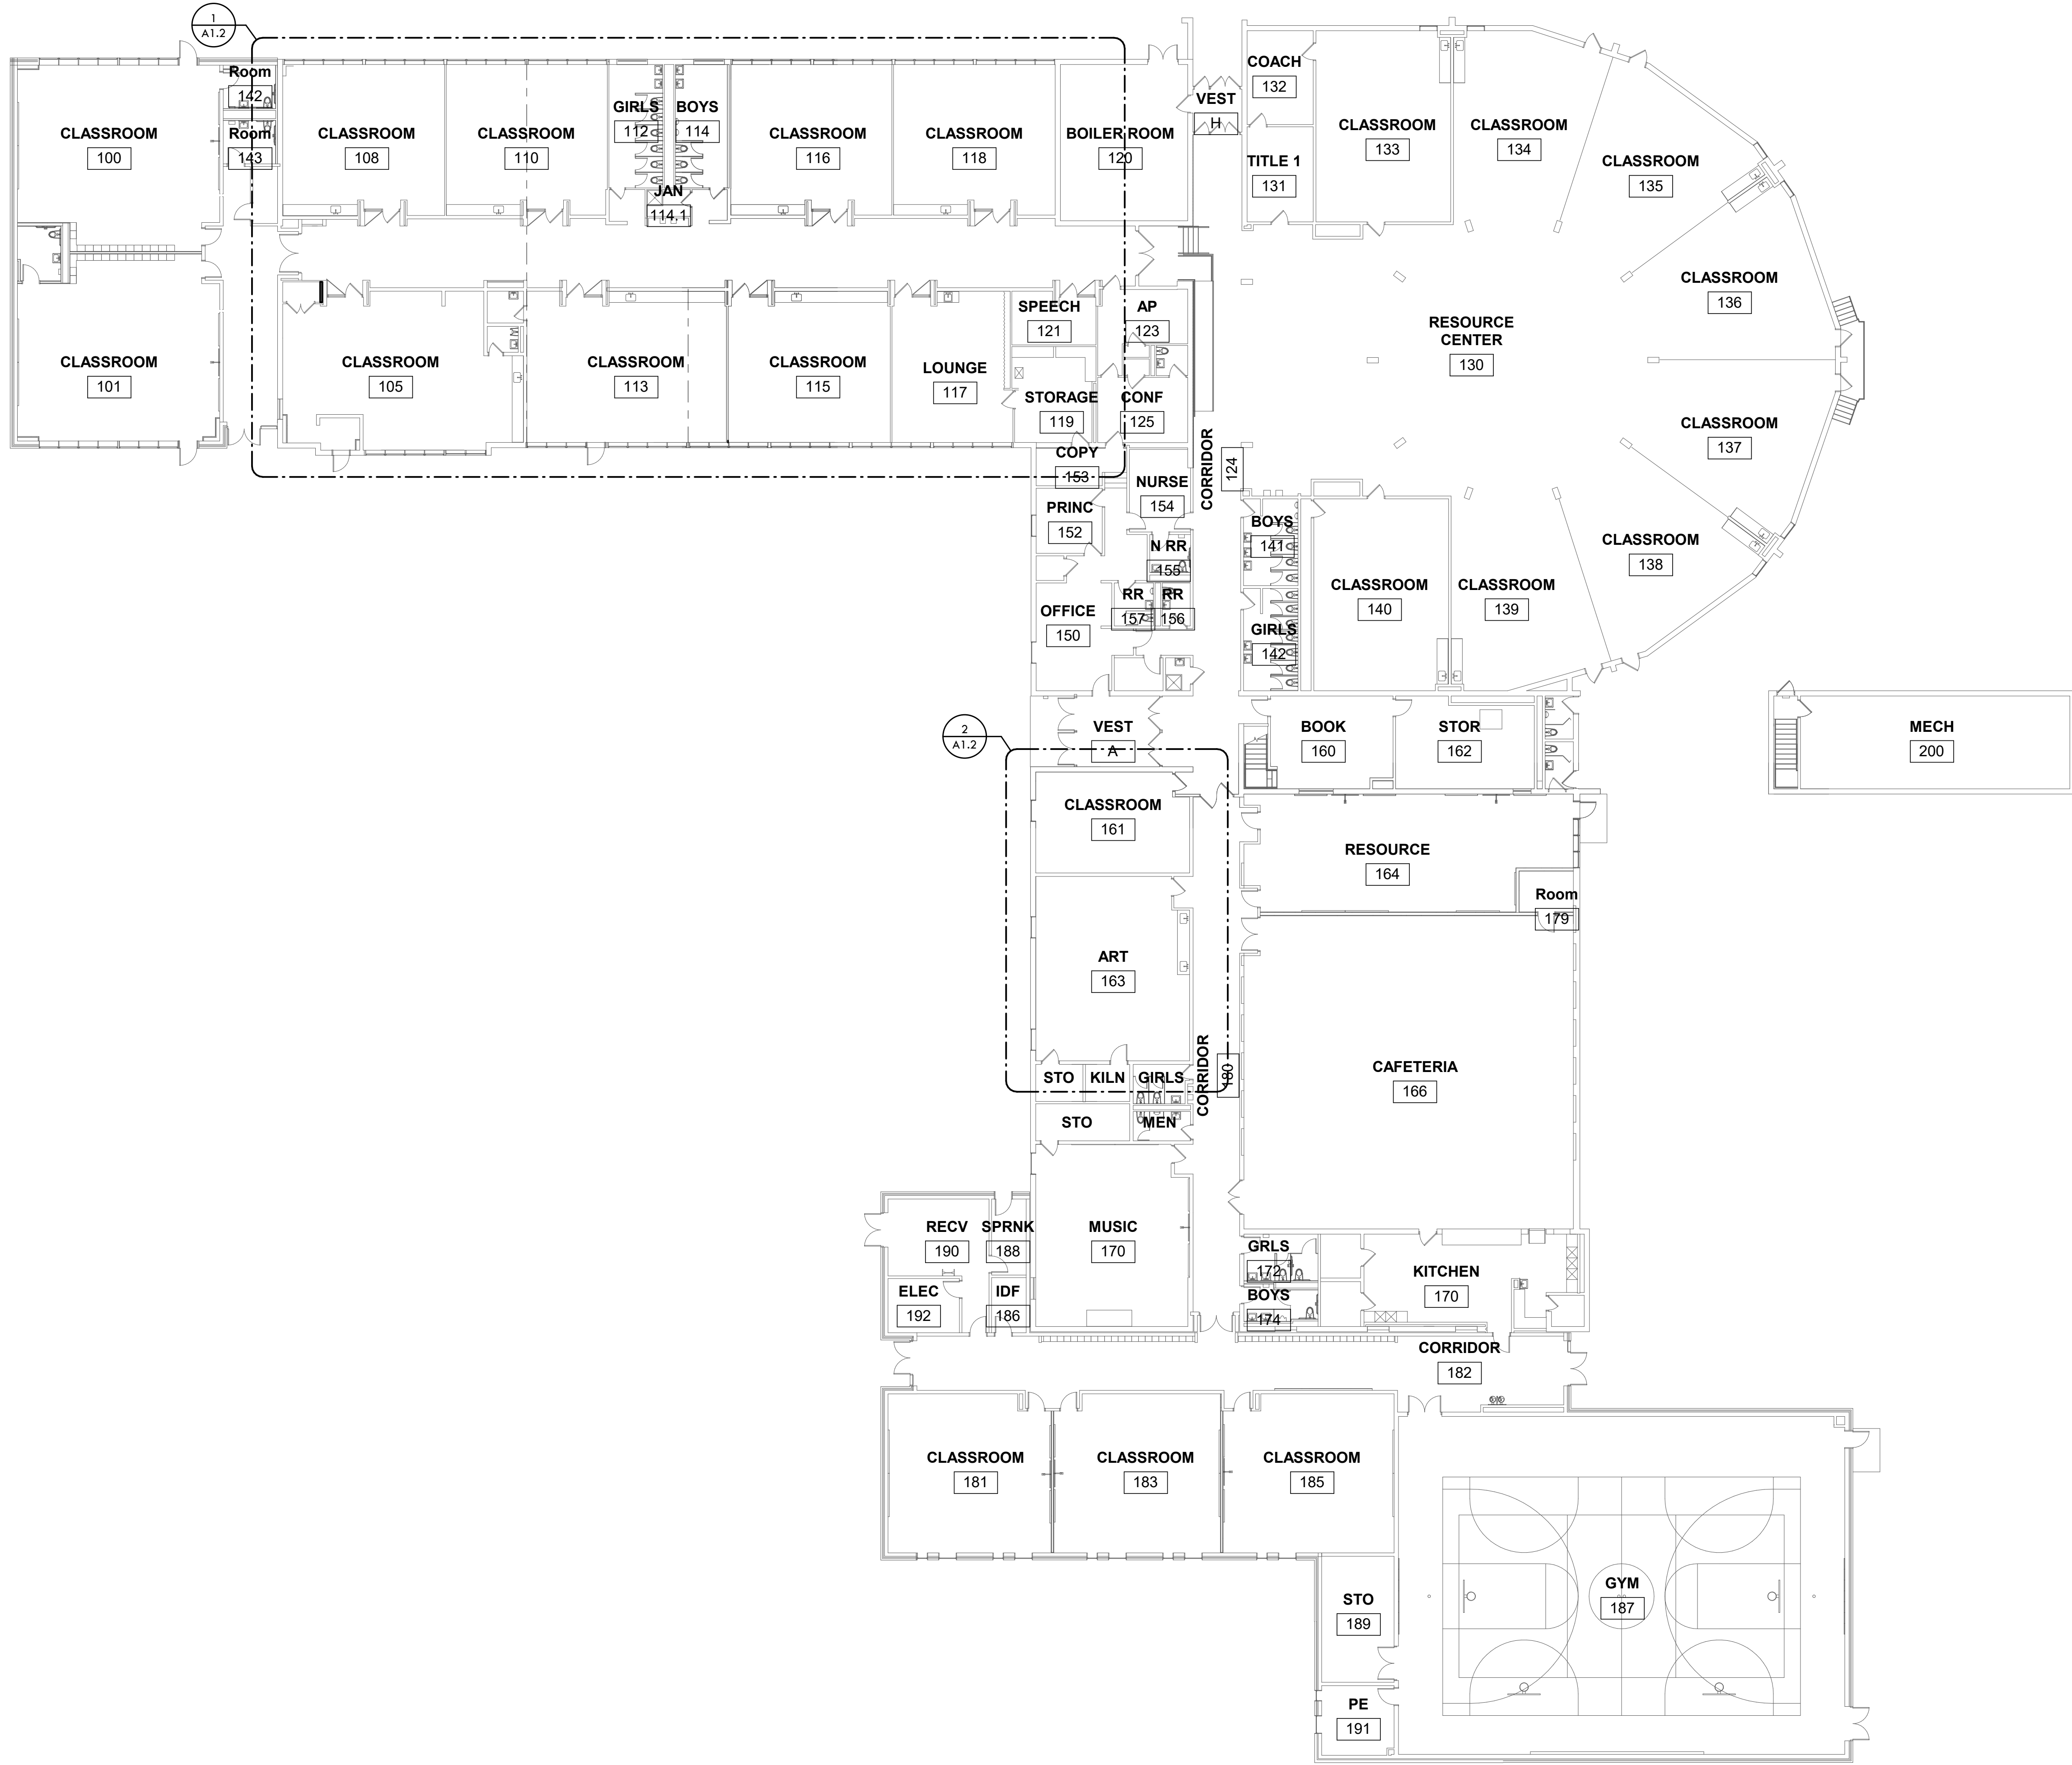 1
A1.2
Room
142
CLASSROOM
100
Room
143
CLASSROOM
108
CLASSROOM
110
GIRLS
112
BOYS
114
JAN
114.1
CLASSROOM
116
CLASSROOM
118
BOILER ROOM
120
VEST
H
COACH
132
TITLE 1
131
CLASSROOM
133
CLASSROOM
134
CLASSROOM
135
CLASSROOM
136
RESOURCE
CENTER
130
CLASSROOM
137
CLASSROOM
138
CLASSROOM
139
CLASSROOM
140
CLASSROOM
101
CLASSROOM
105
CLASSROOM
113
CLASSROOM
115
LOUNGE
117
SPEECH
121
AP
123
STORAGE
119
CONF
125
COPY
153
NURSE
154
CORRIDOR
124
PRINC
152
N RR
155
BOYS
141
OFFICE
150
RR
157
RR
156
GIRLS
142
2
A1.2
VEST
A
BOOK
160
STOR
162
MECH
200
CLASSROOM
161
RESOURCE
164
Room
179
ART
163
CAFETERIA
166
CORRIDOR
180
STO
KILN
GIRLS
STO
MEN
RECV
190
SPRNK
188
MUSIC
170
GRLS
172
KITCHEN
170
ELEC
192
IDF
186
BOYS
174
CORRIDOR
182
CLASSROOM
181
CLASSROOM
183
CLASSROOM
185
GYM
187
STO
189
PE
191